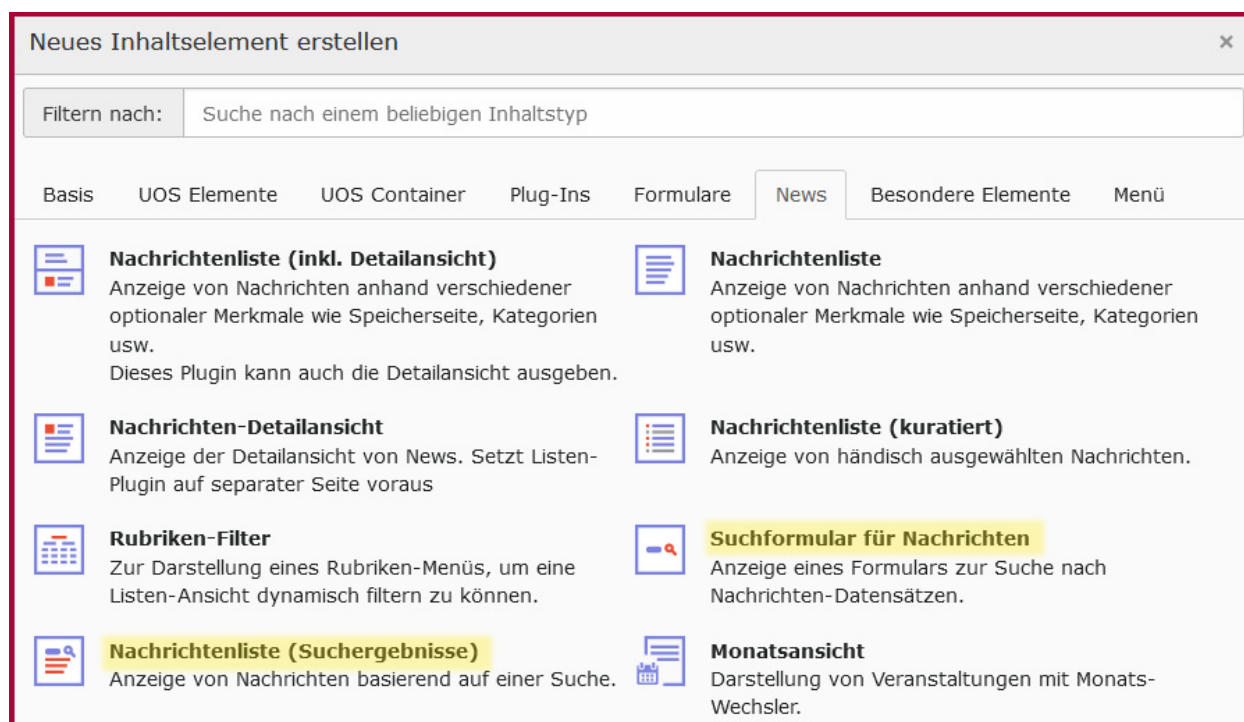 Neues Inhaltselement erstellen
×
Filtern nach:
Suche nach einem beliebigen Inhaltstyp
Basis UOS Elemente UOS Container Plug-Ins Formulare News Besondere Elemente Menü
Nachrichtenliste (inkl. Detailansicht)
Anzeige von Nachrichten anhand verschiedener
optionaler Merkmale wie Speicherseite, Kategorien
usw.
Dieses Plugin kann auch die Detailansicht ausgeben.
Nachrichtenliste
Anzeige von Nachrichten anhand verschiedener
optionaler Merkmale wie Speicherseite, Kategorien
usw.
Nachrichten-Detailansicht
Anzeige der Detailansicht von News. Setzt Listen-
Plugin auf separater Seite voraus
Nachrichtenliste (kuratiert)
Anzeige von händisch ausgewählten Nachrichten.
Rubriken-Filter
Zur Darstellung eines Rubriken-Menüs, um eine
Listen-Ansicht dynamisch filtern zu können.
Suchformular für Nachrichten
Anzeige eines Formulars zur Suche nach
Nachrichten-Datensätzen.
Nachrichtenliste (Suchergebnisse)
Anzeige von Nachrichten basierend auf einer Suche.
Monatsansicht
Darstellung von Veranstaltungen mit Monats-
Wechsler.